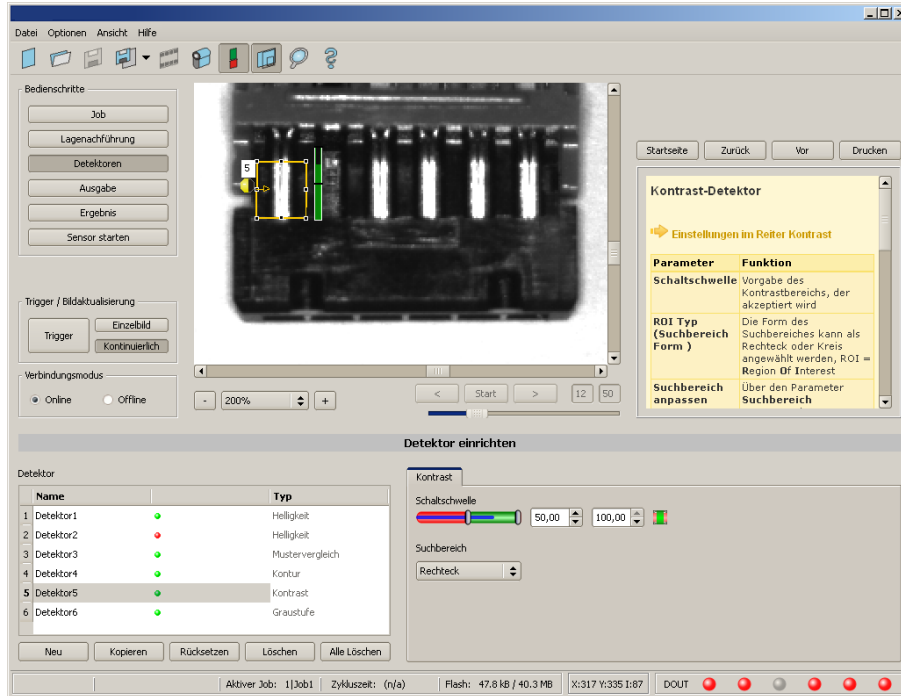 Datei Optionen Ansicht Hilfe
Bedienschritte
Job
Lagenachführung
Detektoren
Ausgabe
Ergebnis
Sensor starten
Trigger / Bildaktualisierung
Trigger
Einzelbild
Kontinuierlich
Verbindungsmodus
Online Offline
5
- 200% +
< Start > 12 50
Startseite Zurück Vor Drucken
Kontrast-Detektor
Einstellungen im Reiter Kontrast
Parameter Funktion
Schaltschwelle Vorgabe des
Kontrastbereichs, der
akzeptiert wird
ROI Typ Die Form des
(Suchbereich Suchbereiches kann als
Form ) Rechteck oder Kreis
angewählt werden, ROI =
Region Of Interest
Suchbereich Über den Parameter
anpassen Suchbereich
Detektor einrichten
Detektor
Name Typ
1 Detektor1 Helligkeit
2 Detektor2 Helligkeit
3 Detektor3 Mustervergleich
4 Detektor4 Kontur
5 Detektor5 Kontrast
6 Detektor6 Graustufe
Neu Kopieren Rücksetzen Löschen Alle Löschen
Kontrast
Schaltschwelle
50,00 100,00
Suchbereich
Rechteck
Aktiver Job: 1|Job1 Zykluszeit: (n/a) Flash: 47.8 kB / 40.3 MB X:317 Y:335 I:87 DOUT